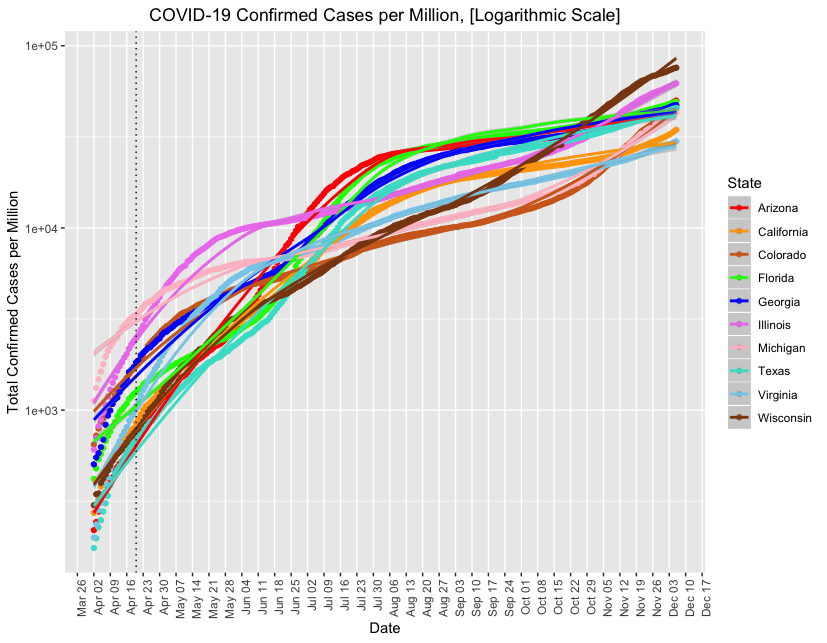 COVID-19 Confirmed Cases per Million, [Logarithmic Scale]
1e+05
1e+04
1e+03
Total Confirmed Cases per Million
Mar 26
Apr 02
Apr 09
Apr 16
Apr 23
Apr 30
May 07
May 14
May 21
May 28
Jun 04
Jun 11
Jun 18
Jun 25
Jul 02
Jul 09
Jul 16
Jul 23
Jul 30
Aug 06
Aug 13
Aug 20
Aug 27
Sep 03
Sep 10
Sep 17
Sep 24
Oct 01
Oct 08
Oct 15
Oct 22
Oct 29
Nov 05
Nov 12
Nov 19
Nov 26
Dec 03
Dec 10
Dec 17
Date
State
Arizona
California
Colorado
Florida
Georgia
Illinois
Michigan
Texas
Virginia
Wisconsin